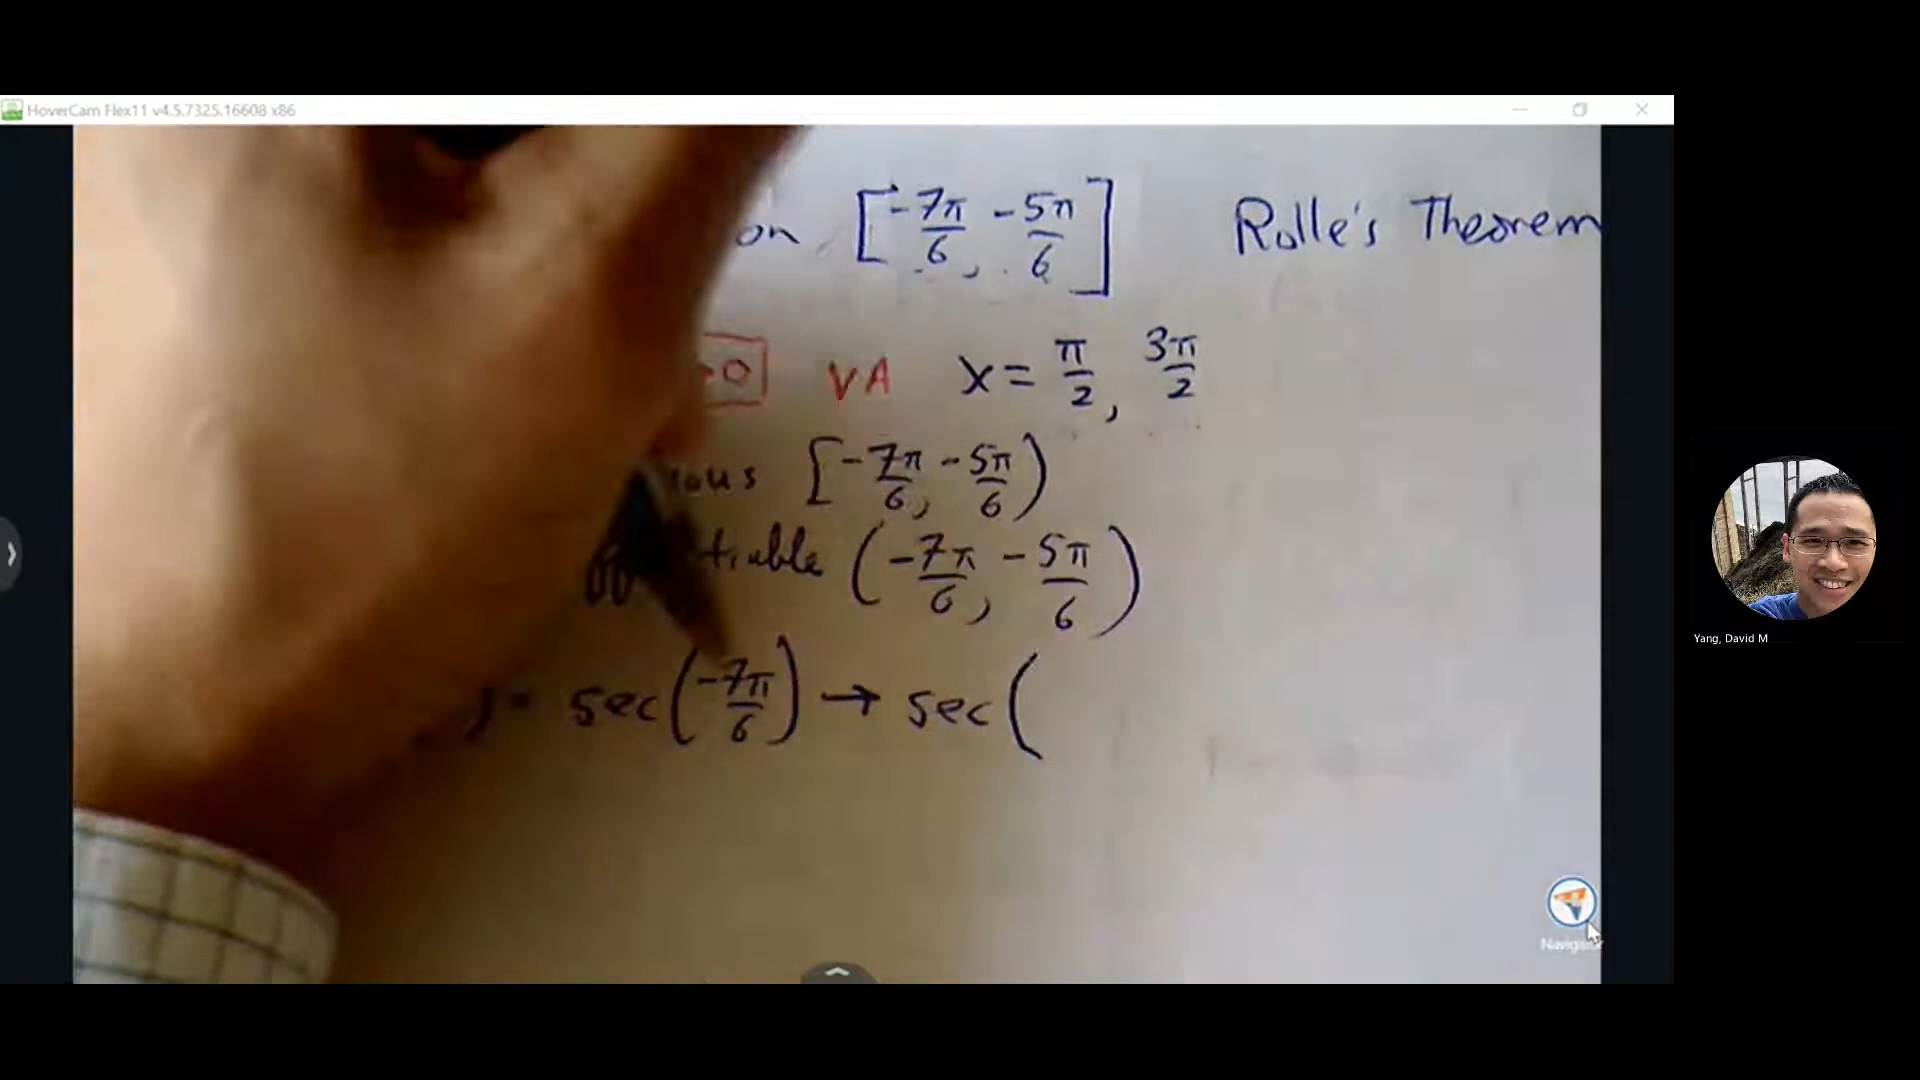 HoverCam Flex11 v4.5.7325.16608 x86
on [-7π/6, -5π/6] Rolle's Theorem
0 VA x = π/2, 3π/2
ous [-7π/6, -5π/6)
tiable (-7π/6, -5π/6)
) = sec(-7π/6) → sec(
Yang, David M